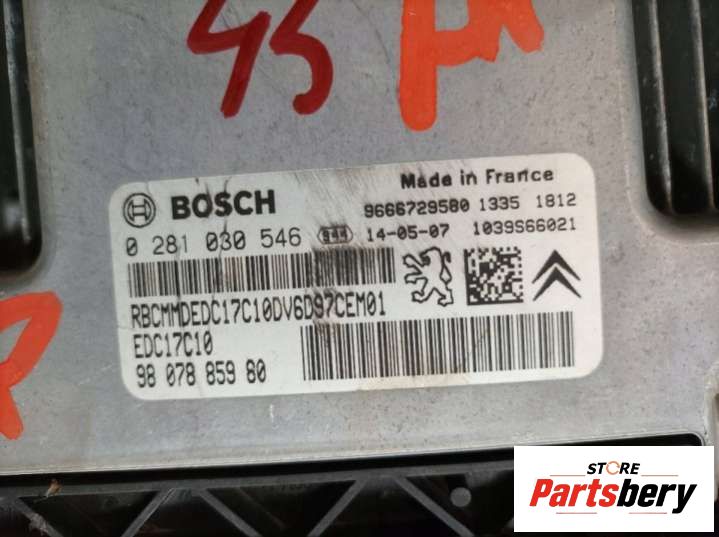 45
Made in France
BOSCH
9666729580 1335 1812
0 281 030 546 944 14-05-07 1039S66021
RBCMMDEDC17C10DV6D97CEM01
EDC17C10
98 078 859 80
STORE
Partsbery